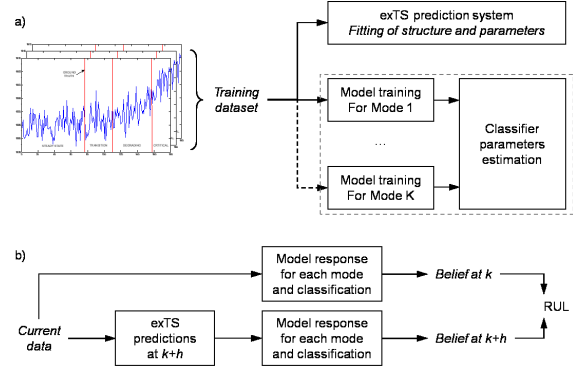 a)
exTS prediction system
Fitting of structure and parameters
Training
dataset
Model training
For Mode 1
...
Model training
For Mode K
Classifier
parameters
estimation
b)
Current
data
Model response
for each mode
and classification
Belief at k
exTS
predictions
at k+h
Model response
for each mode
and classification
Belief at k+h
RUL